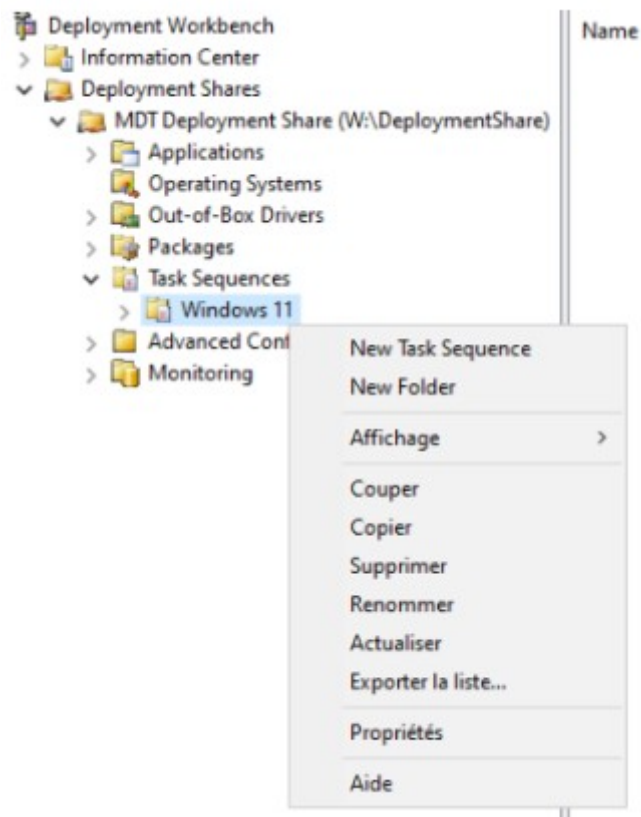 Deployment Workbench
Name
Information Center
Deployment Shares
MDT Deployment Share (W:\DeploymentShare)
Applications
Operating Systems
Out-of-Box Drivers
Packages
Task Sequences
Windows 11
Advanced Conf
Monitoring
New Task Sequence
New Folder
Affichage
Couper
Copier
Supprimer
Renommer
Actualiser
Exporter la liste...
Propriétés
Aide